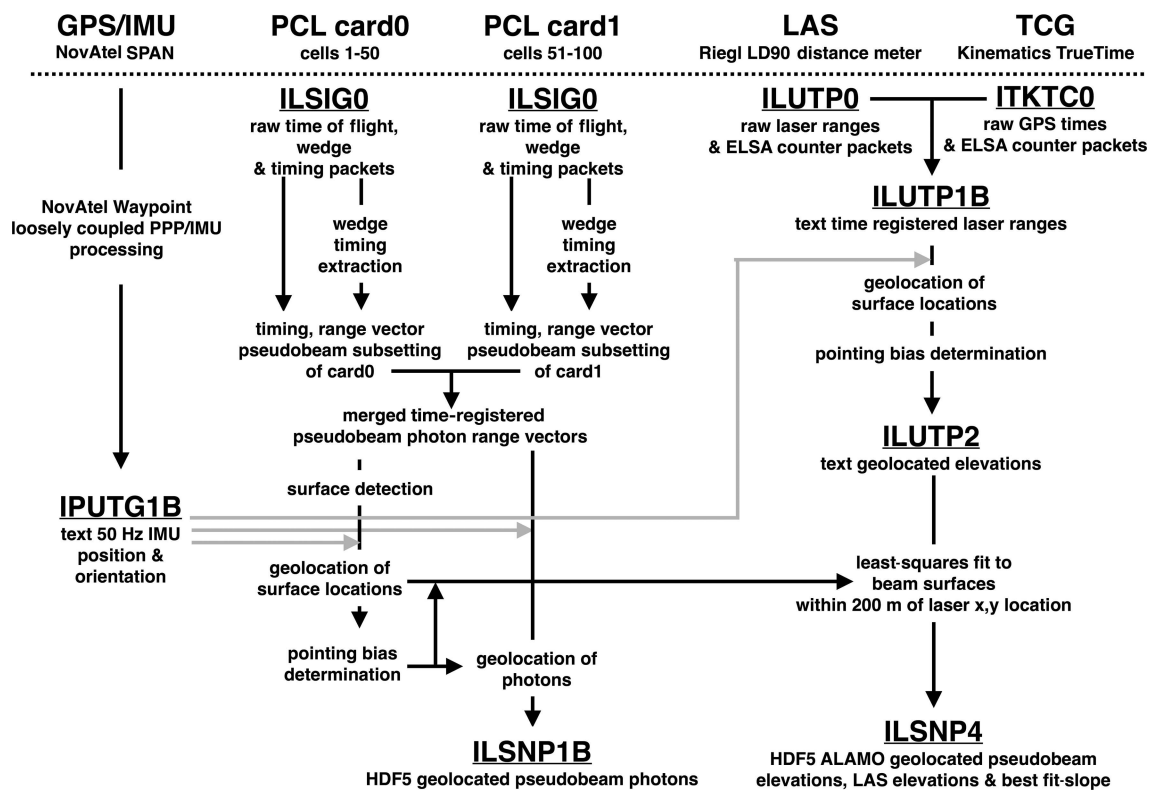 GPS/IMU
NovAtel SPAN
PCL card0
cells 1-50
PCL card1
cells 51-100
LAS
Riegl LD90 distance meter
TCG
Kinematics TrueTime
ILSIG0
raw time of flight,
wedge
& timing packets
ILSIG0
raw time of flight,
wedge
& timing packets
ILUTP0
raw laser ranges
& ELSA counter packets
ITKTC0
raw GPS times
& ELSA counter packets
NovAtel Waypoint
loosely coupled PPP/IMU
processing
wedge
timing
extraction
wedge
timing
extraction
ILUTP1B
text time registered laser ranges
geolocation of
surface locations
pointing bias determination
timing, range vector
pseudobeam subsetting
of card0
timing, range vector
pseudobeam subsetting
of card1
merged time-registered
pseudobeam photon range vectors
ILUTP2
text geolocated elevations
surface detection
IPUTG1B
text 50 Hz IMU
position &
orientation
geolocation of
surface locations
least-squares fit to
beam surfaces
within 200 m of laser x,y location
pointing bias
determination
geolocation of
photons
ILSNP1B
HDF5 geolocated pseudobeam photons
ILSNP4
HDF5 ALAMO geolocated pseudobeam
elevations, LAS elevations & best fit-slope